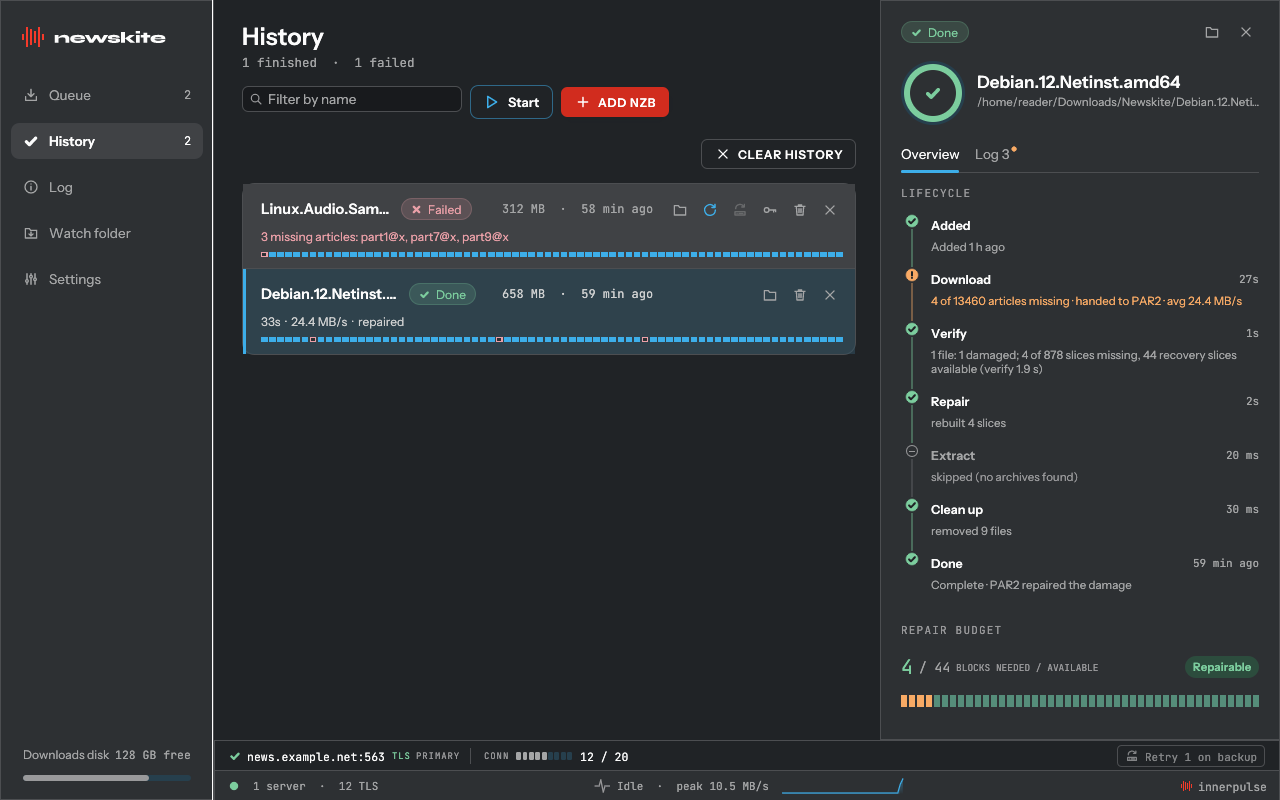 newskite
Queue 2
History 2
Log
Watch folder
Settings
Downloads disk 128 GB free
History
1 finished · 1 failed
Filter by name
Start
ADD NZB
CLEAR HISTORY
Linux.Audio.Sam... Failed 312 MB · 58 min ago
3 missing articles: part1@x, part7@x, part9@x
Debian.12.Netinst.... Done 658 MB · 59 min ago
33s · 24.4 MB/s · repaired
Done
Debian.12.Netinst.amd64
/home/reader/Downloads/Newskite/Debian.12.Neti...
Overview Log 3
LIFECYCLE
Added
Added 1 h ago
Download 27s
4 of 13460 articles missing · handed to PAR2 · avg 24.4 MB/s
Verify 1s
1 file: 1 damaged; 4 of 878 slices missing, 44 recovery slices
available (verify 1.9 s)
Repair 2s
rebuilt 4 slices
Extract 20 ms
skipped (no archives found)
Clean up 30 ms
removed 9 files
Done 59 min ago
Complete · PAR2 repaired the damage
REPAIR BUDGET
4 / 44 BLOCKS NEEDED / AVAILABLE Repairable
news.example.net:563 TLS PRIMARY CONN 12 / 20 Retry 1 on backup
1 server · 12 TLS Idle · peak 10.5 MB/s innerpulse